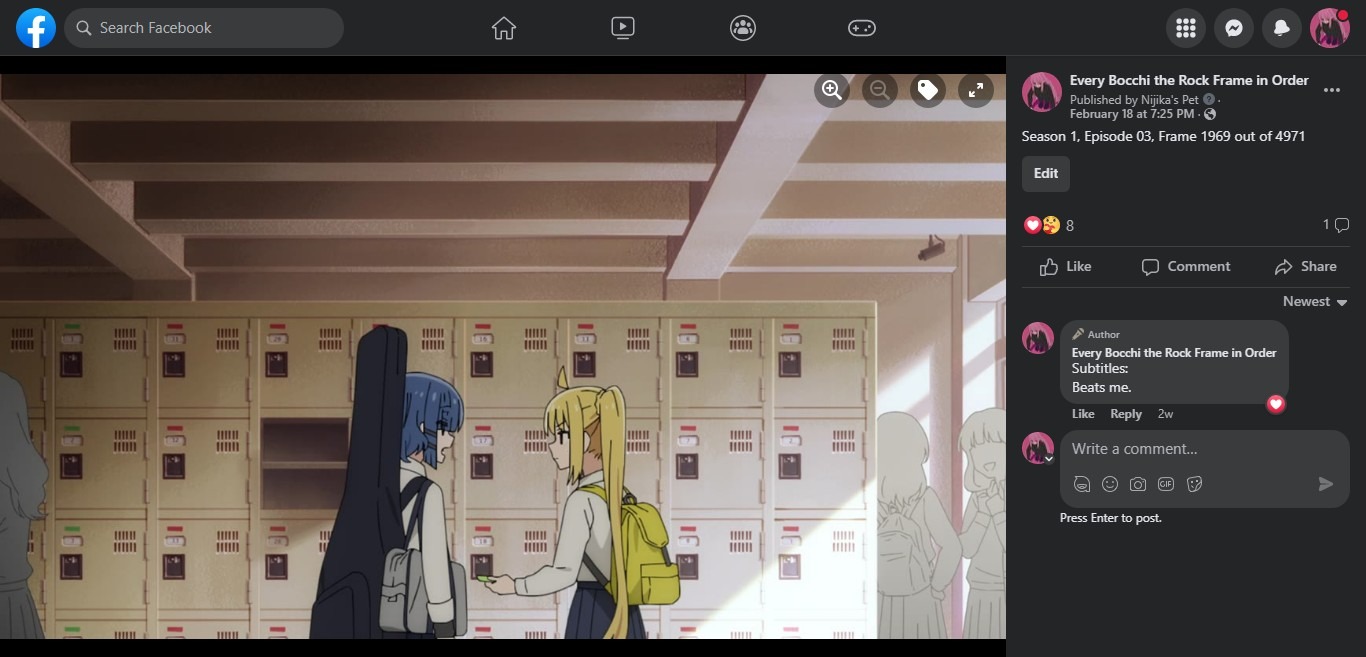 Search Facebook
Every Bocchi the Rock Frame in Order
Published by Nijika's Pet ·
February 18 at 7:25 PM ·
Season 1, Episode 03, Frame 1969 out of 4971
Edit
8
1
Like
Comment
Share
Newest
Author
Every Bocchi the Rock Frame in Order
Subtitles:
Beats me.
Like Reply 2w
Write a comment...
GIF
Press Enter to post.